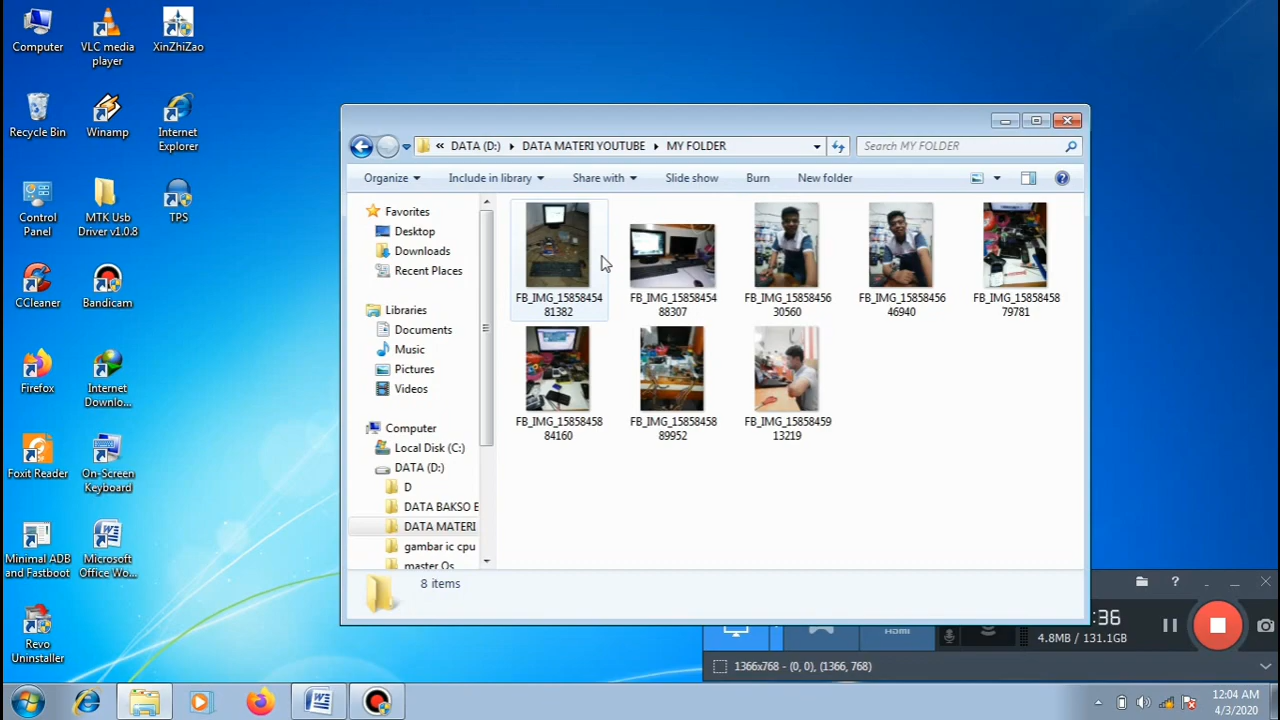 Computer
VLC media
player
XinZhiZao
Recycle Bin
Winamp
Internet
Explorer
Control
Panel
MTK Usb
Driver v1.0.8
TPS
CCleaner
Bandicam
Firefox
Internet
Downlo...
Foxit Reader
On-Screen
Keyboard
Minimal ADB
and Fastboot
Microsoft
Office Wo...
Revo
Uninstaller
« DATA (D:) ▸ DATA MATERI YOUTUBE ▸ MY FOLDER
Search MY FOLDER
Organize
Include in library
Share with
Slide show
Burn
New folder
Favorites
Desktop
Downloads
Recent Places
Libraries
Documents
Music
Pictures
Videos
Computer
Local Disk (C:)
DATA (D:)
D
DATA BAKSO E
DATA MATERI
gambar ic cpu
master Os
FB_IMG_15858454
81382
FB_IMG_15858454
88307
FB_IMG_15858456
30560
FB_IMG_15858456
46940
FB_IMG_15858458
79781
FB_IMG_15858458
84160
FB_IMG_15858458
89952
FB_IMG_15858459
13219
8 items
:36
4.8MB / 131.1GB
HDMI
1366x768 - (0, 0), (1366, 768)
12:04 AM
4/3/2020